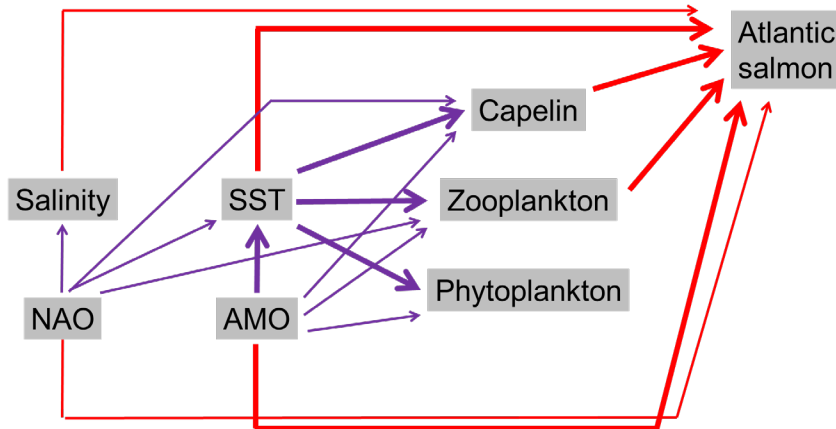 Atlantic
salmon
Capelin
Salinity
SST
Zooplankton
Phytoplankton
NAO
AMO